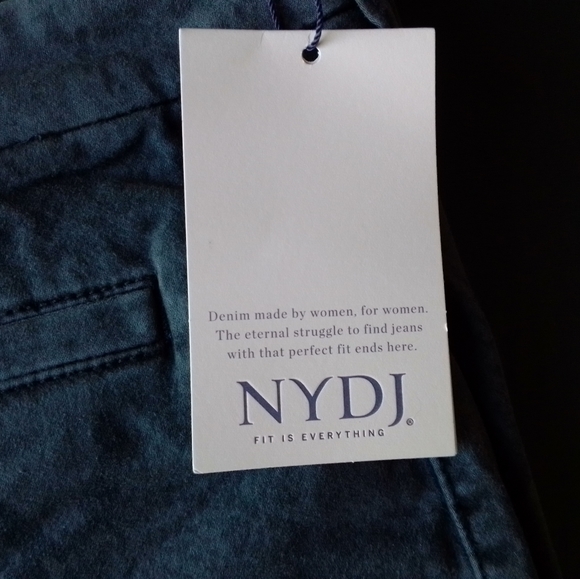 Denim made by women, for women.
The eternal struggle to find jeans
with that perfect fit ends here.
NYDJ®
FIT IS EVERYTHING